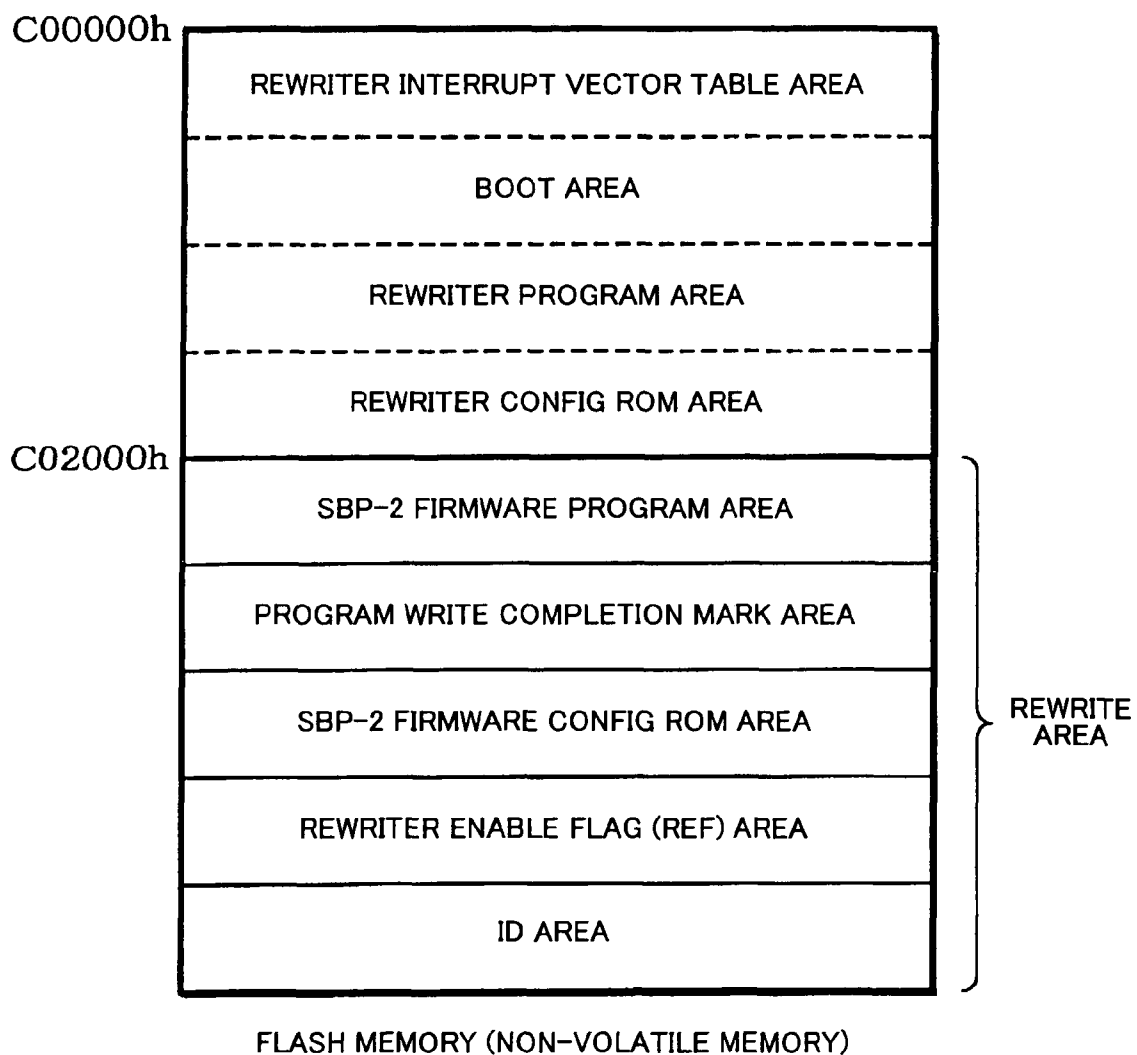 C00000h
REWRITER INTERRUPT VECTOR TABLE AREA
BOOT AREA
REWRITER PROGRAM AREA
REWRITER CONFIG ROM AREA
C02000h
SBP-2 FIRMWARE PROGRAM AREA
PROGRAM WRITE COMPLETION MARK AREA
SBP-2 FIRMWARE CONFIG ROM AREA
REWRITER ENABLE FLAG (REF) AREA
ID AREA
REWRITE
AREA
FLASH MEMORY (NON-VOLATILE MEMORY)